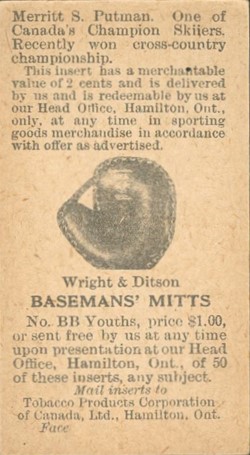 Merritt S. Putman. One of
Canada's Champion Skiiers.
Recently won cross-country
championship.
This insert has a merchantable
value of 2 cents and is delivered
by us and is redeemable by us at
our Head Office, Hamilton, Ont.,
only, at any time in sporting
goods merchandise in accordance
with offer as advertised.
Wright & Ditson
BASEMANS' MITTS
No. BB Youths, price $1.00,
or sent free by us at any time
upon presentation at our Head
Office, Hamilton, Ont., of 50
of these inserts, any subject.
Mail inserts to
Tobacco Products Corporation
of Canada, Ltd., Hamilton, Ont.
Face